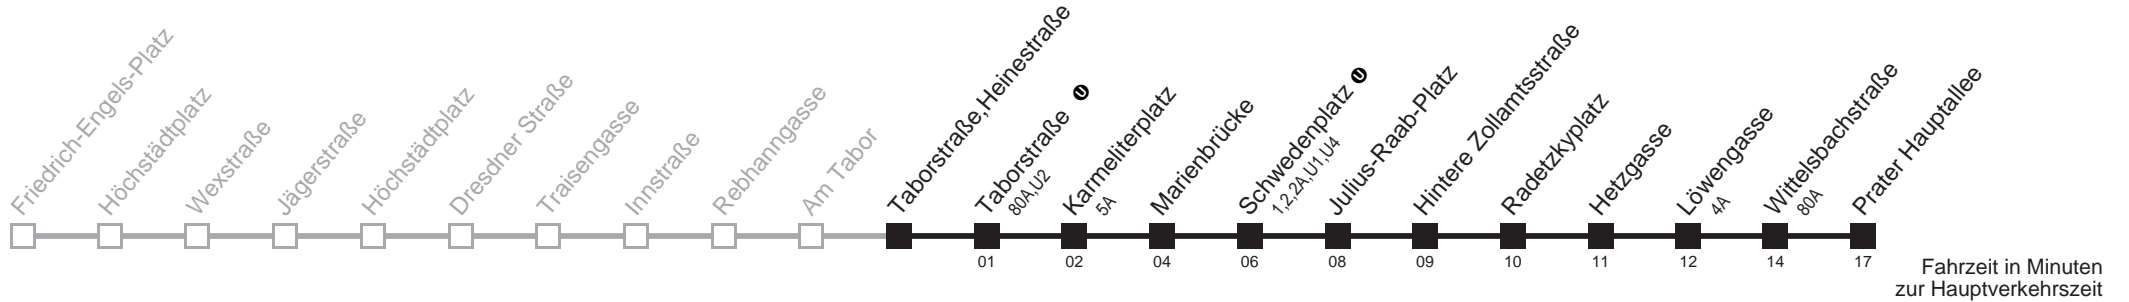 Friedrich-Engels-Platz
Höchstädtplatz
Wexstraße
Jägerstraße
Höchstädtplatz
Dresdner Straße
Traisengasse
Innstraße
Rebhanngasse
Am Tabor
Taborstraße,Heinestraße
Taborstraße U
80A,U2
Karmeliterplatz
5A
Marienbrücke
Schwedenplatz U
1,2,2A,U1,U4
Julius-Raab-Platz
Hintere Zollamtsstraße
Radetzkyplatz
Hetzgasse
Löwengasse
4A
Wittelsbachstraße
80A
Prater Hauptallee
01 02 04 06 08 09 10 11 12 14 17
Fahrzeit in Minuten
zur Hauptverkehrszeit